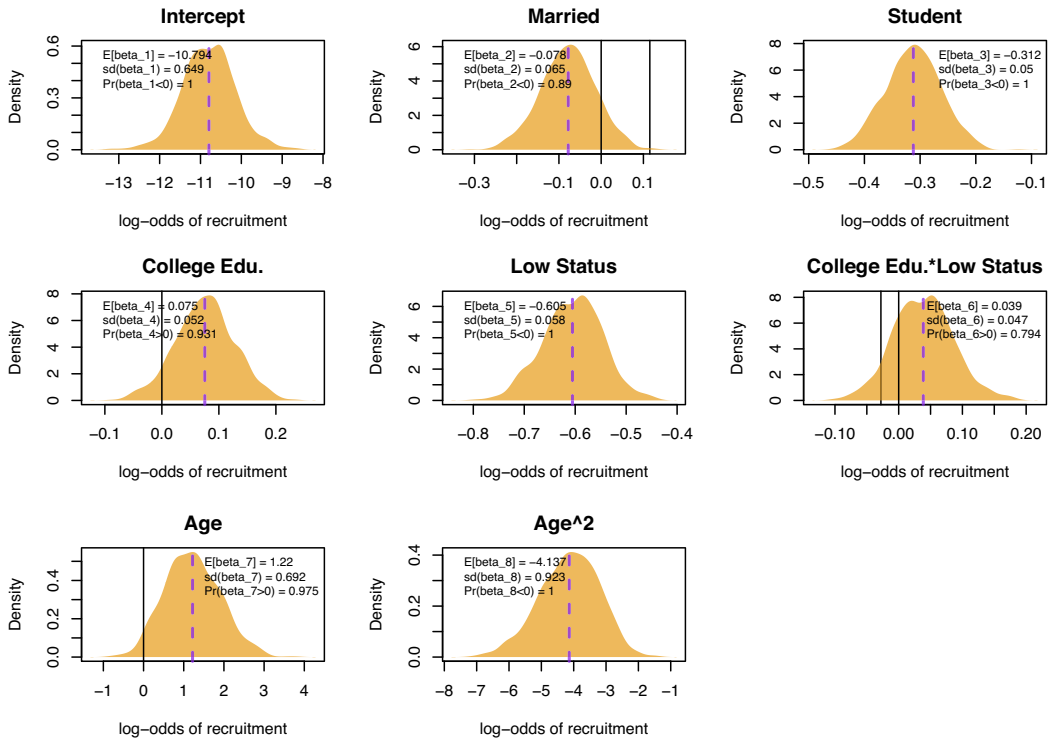 Intercept
E[beta_1] = −10.794
sd(beta_1) = 0.649
Pr(beta_1<0) = 1
Density
0.0
0.3
0.6
−13
−12
−11
−10
−9
−8
log−odds of recruitment
Married
E[beta_2] = −0.078
sd(beta_2) = 0.065
Pr(beta_2<0) = 0.89
Density
0
2
4
6
−0.3
−0.1
0.0
0.1
log−odds of recruitment
Student
E[beta_3] = −0.312
sd(beta_3) = 0.05
Pr(beta_3<0) = 1
Density
0
2
4
6
8
−0.5
−0.4
−0.3
−0.2
−0.1
log−odds of recruitment
College Edu.
E[beta_4] = 0.075
sd(beta_4) = 0.052
Pr(beta_4>0) = 0.931
Density
0
2
4
6
8
−0.1
0.0
0.1
0.2
log−odds of recruitment
Low Status
E[beta_5] = −0.605
sd(beta_5) = 0.058
Pr(beta_5<0) = 1
Density
0
2
4
6
−0.8
−0.7
−0.6
−0.5
−0.4
log−odds of recruitment
College Edu.*Low Status
E[beta_6] = 0.039
sd(beta_6) = 0.047
Pr(beta_6>0) = 0.794
Density
0
2
4
6
8
−0.10
0.00
0.10
0.20
log−odds of recruitment
Age
E[beta_7] = 1.22
sd(beta_7) = 0.692
Pr(beta_7>0) = 0.975
Density
0.0
0.2
0.4
−1
0
1
2
3
4
log−odds of recruitment
Age^2
E[beta_8] = −4.137
sd(beta_8) = 0.923
Pr(beta_8<0) = 1
Density
0.0
0.2
0.4
−8
−7
−6
−5
−4
−3
−2
−1
log−odds of recruitment